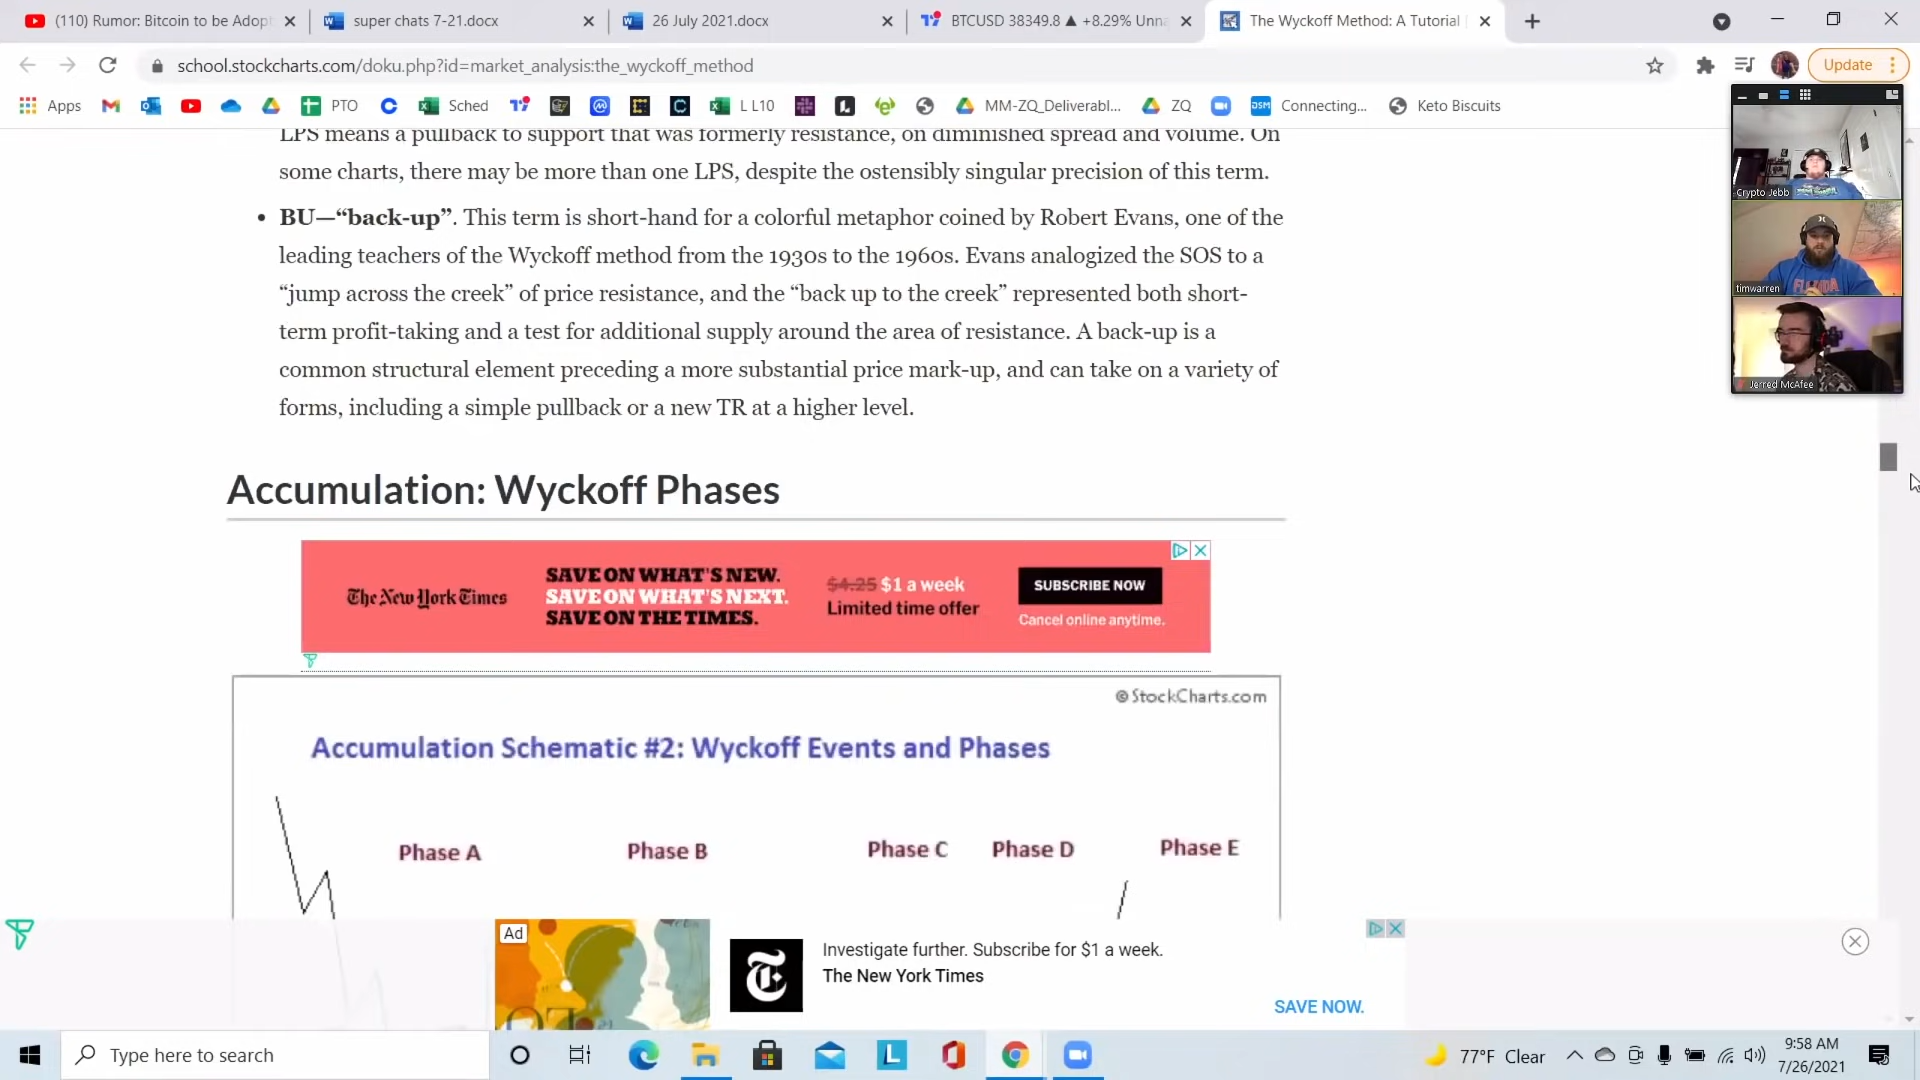 (110) Rumor: Bitcoin to be Adop
super chats 7-21.docx
26 July 2021.docx
BTCUSD 38349.8 ▲ +8.29% Unna
The Wyckoff Method: A Tutorial
school.stockcharts.com/doku.php?id=market_analysis:the_wyckoff_method
Update
Apps
PTO
Sched
L L10
MM-ZQ_Deliverabl...
ZQ
Connecting...
Keto Biscuits
LPS means a pullback to support that was formerly resistance, on diminished spread and volume. On
some charts, there may be more than one LPS, despite the ostensibly singular precision of this term.
• BU—“back-up”. This term is short-hand for a colorful metaphor coined by Robert Evans, one of the
leading teachers of the Wyckoff method from the 1930s to the 1960s. Evans analogized the SOS to a
“jump across the creek” of price resistance, and the “back up to the creek” represented both short-
term profit-taking and a test for additional supply around the area of resistance. A back-up is a
common structural element preceding a more substantial price mark-up, and can take on a variety of
forms, including a simple pullback or a new TR at a higher level.
Crypto Jebb
timwarren
FLORIDA
Jerred McAfee
Accumulation: Wyckoff Phases
The New York Times
SAVE ON WHAT'S NEW.
SAVE ON WHAT'S NEXT.
SAVE ON THE TIMES.
$4.25 $1 a week
Limited time offer
SUBSCRIBE NOW
Cancel online anytime.
@StockCharts.com
Accumulation Schematic #2: Wyckoff Events and Phases
Phase A
Phase B
Phase C
Phase D
Phase E
Ad
Investigate further. Subscribe for $1 a week.
The New York Times
SAVE NOW.
Type here to search
77°F Clear
9:58 AM
7/26/2021